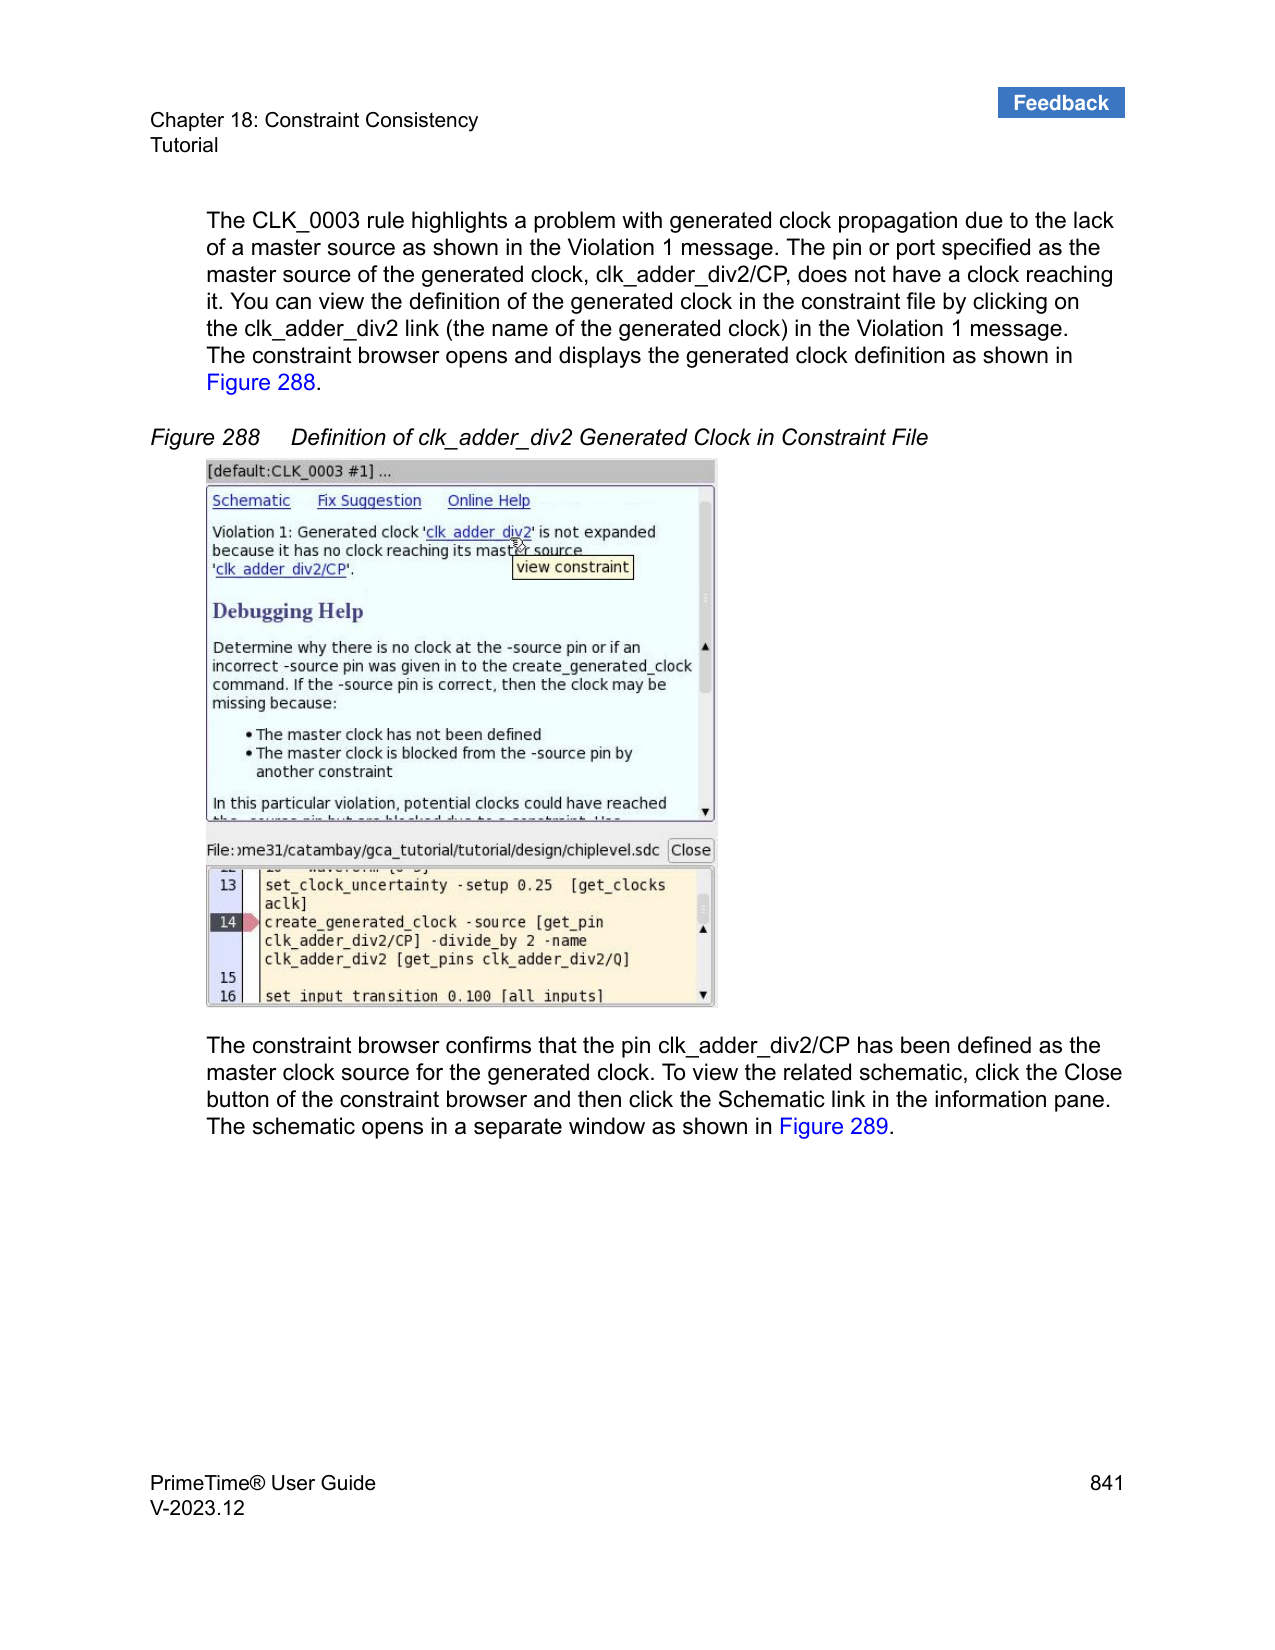 Feedback
Chapter 18: Constraint Consistency
Tutorial
The CLK_0003 rule highlights a problem with generated clock propagation due to the lack
of a master source as shown in the Violation 1 message. The pin or port specified as the
master source of the generated clock, clk_adder_div2/CP, does not have a clock reaching
it. You can view the definition of the generated clock in the constraint file by clicking on
the clk_adder_div2 link (the name of the generated clock) in the Violation 1 message.
The constraint browser opens and displays the generated clock definition as shown in
Figure 288.
Figure 288 Definition of clk_adder_div2 Generated Clock in Constraint File
[default:CLK_0003 #1] ...
Schematic Fix Suggestion Online Help
Violation 1: Generated clock 'clk_adder_div2' is not expanded
because it has no clock reaching its master source
'clk_adder_div2/CP'.
view constraint
Debugging Help
Determine why there is no clock at the -source pin or if an
incorrect -source pin was given in to the create_generated_clock
command. If the -source pin is correct, then the clock may be
missing because:
• The master clock has not been defined
• The master clock is blocked from the -source pin by
another constraint
In this particular violation, potential clocks could have reached
File: ome31/catambay/gca_tutorial/tutorial/design/chiplevel.sdc Close
13 set_clock_uncertainty -setup 0.25 [get_clocks
aclk]
14 create_generated_clock -source [get_pin
clk_adder_div2/CP] -divide_by 2 -name
clk_adder_div2 [get_pins clk_adder_div2/Q]
15
16 set_input_transition 0.100 [all_inputs]
The constraint browser confirms that the pin clk_adder_div2/CP has been defined as the
master clock source for the generated clock. To view the related schematic, click the Close
button of the constraint browser and then click the Schematic link in the information pane.
The schematic opens in a separate window as shown in Figure 289.
PrimeTime® User Guide 841
V-2023.12